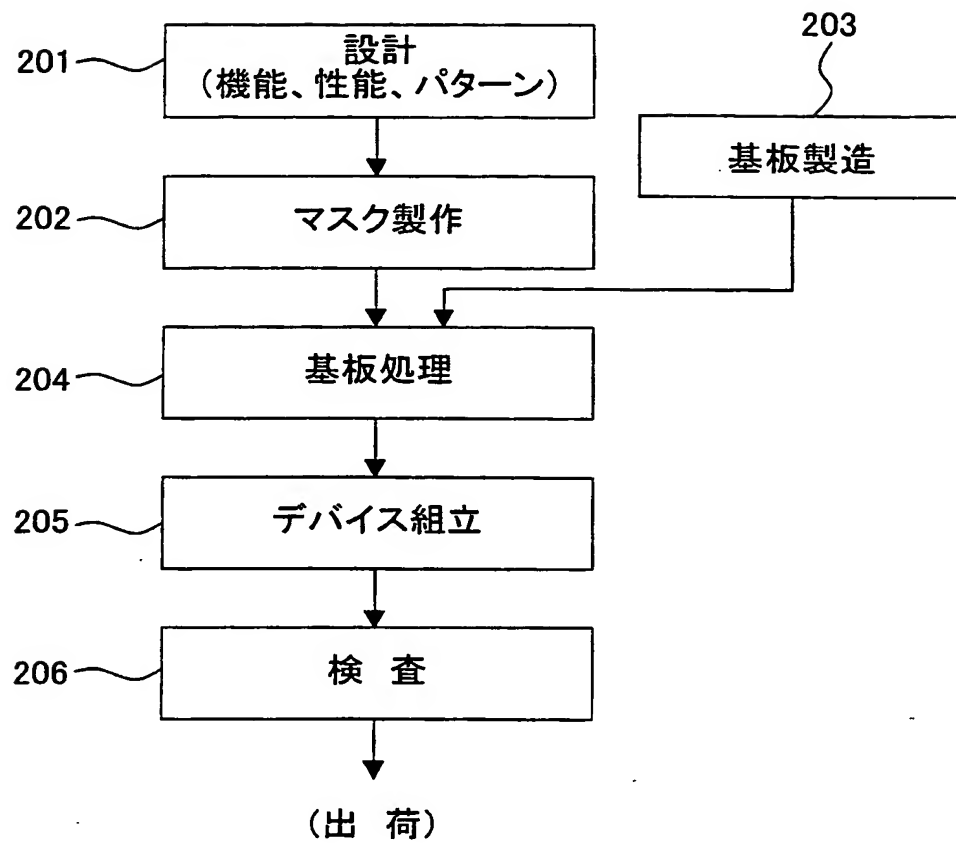 201
設計
(機能、性能、パターン)
203
基板製造
202
マスク製作
204
基板処理
205
デバイス組立
206
検 査
(出 荷)